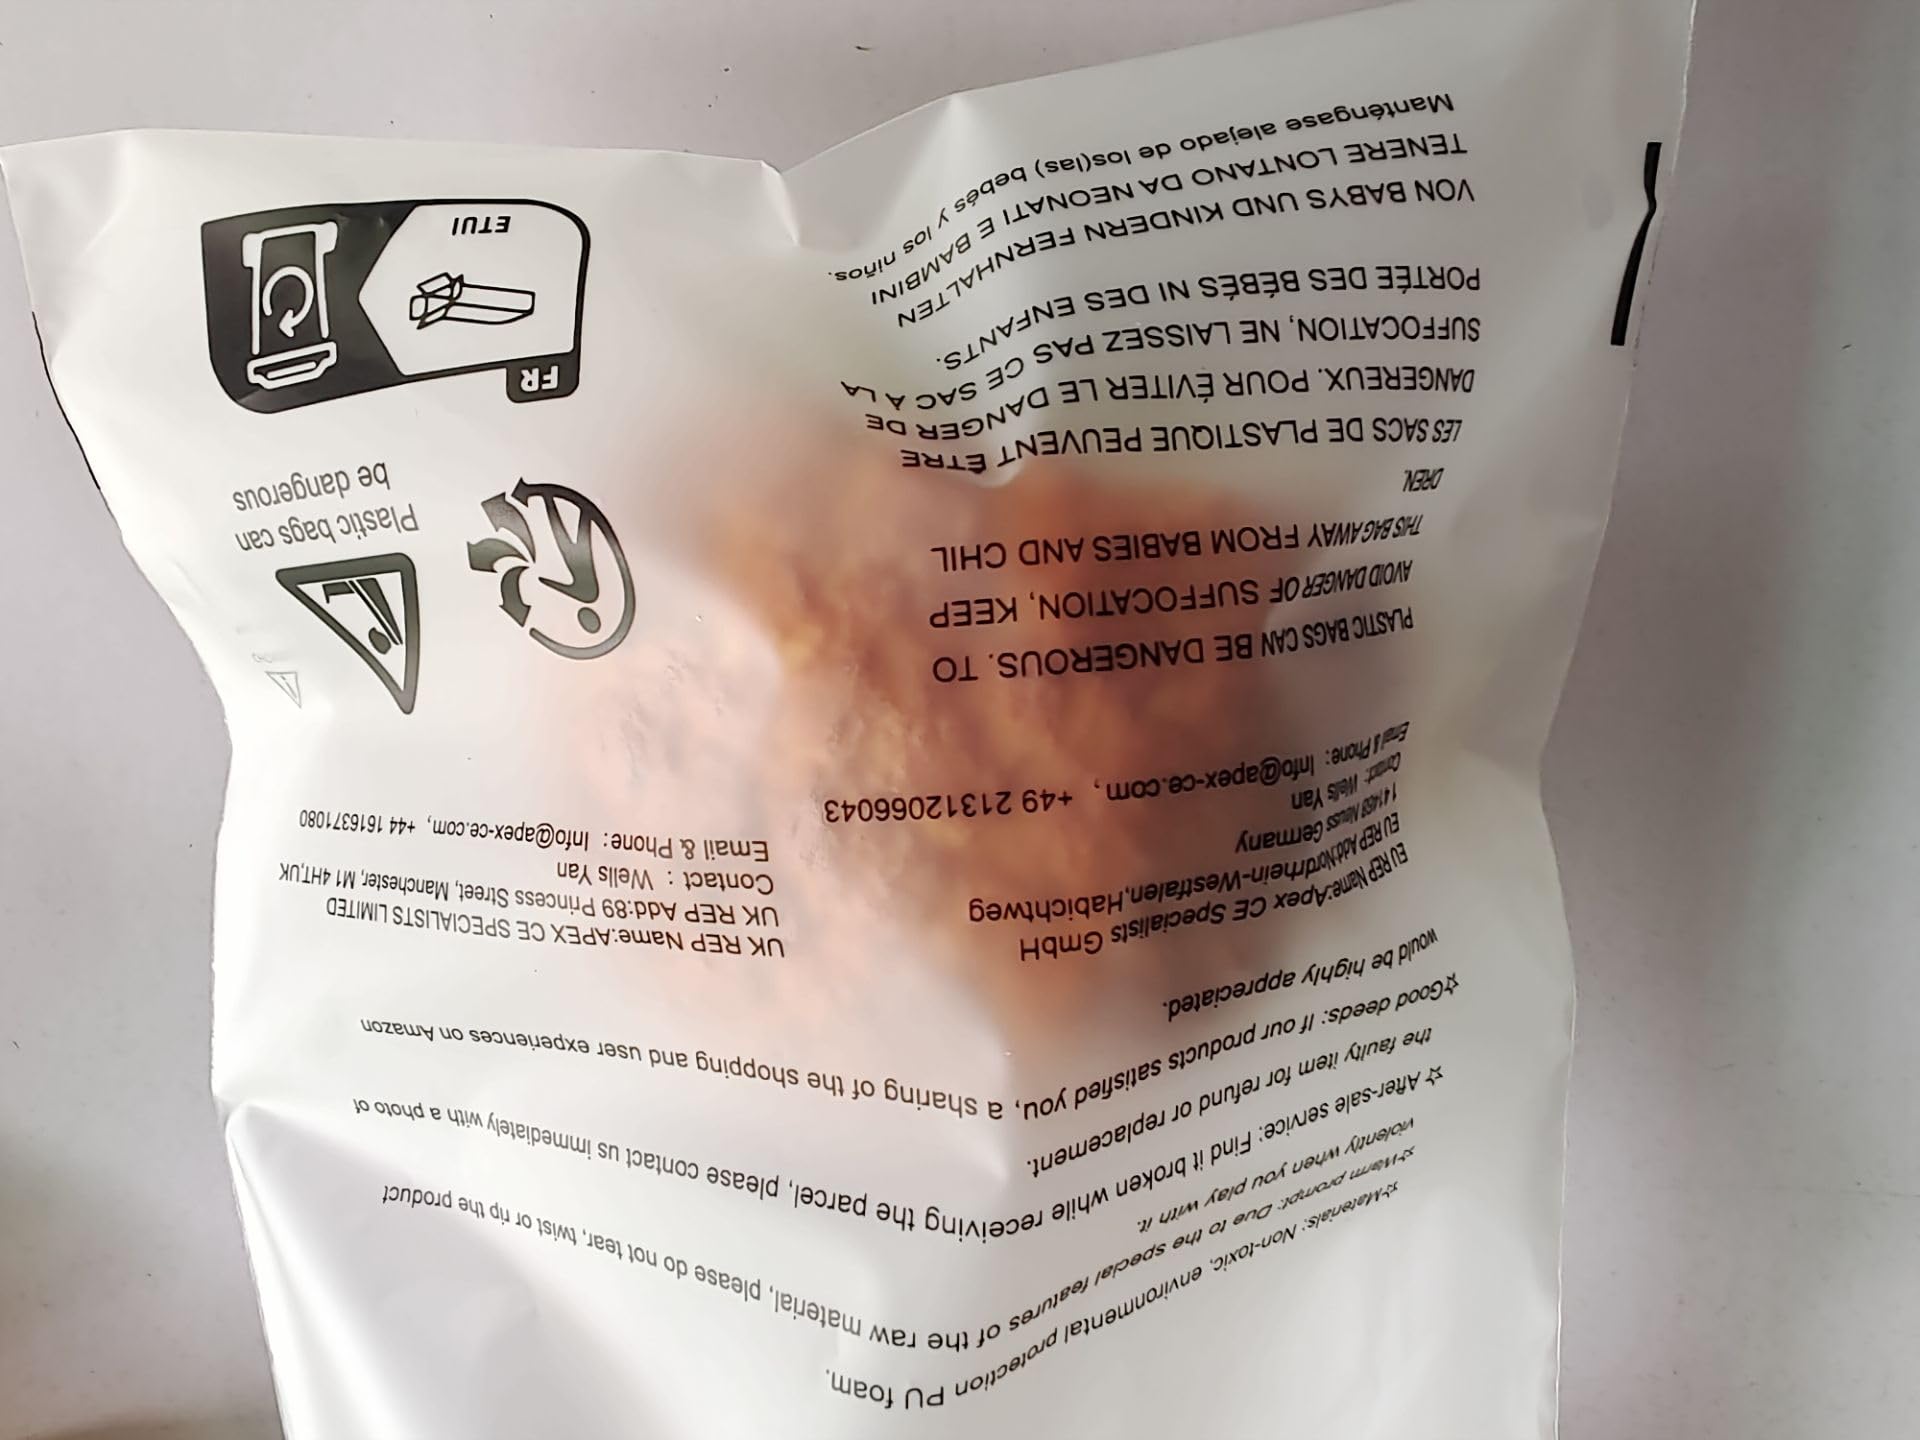 ☆Materials: Non-toxic, environmental protection PU foam.
☆Warm prompt: Due to the special features of the raw material, please do not tear, twist or rip the product
violently when you play with it.
☆ After-sale service: Find it broken while receiving the parcel, please contact us immediately with a photo of
the faulty item for refund or replacement.
☆Good deeds: If our products satisfied you, a sharing of the shopping and user experiences on Amazon
would be highly appreciated.
EU REP Name:Apex CE Specialists GmbH
EU REP Add:Nordrhein-Westfalen,Habichtweg
1 41468 Neuss Germany
Contact: Wells Yan
Email & Phone: Info@apex-ce.com, +49 21312066043
UK REP Name:APEX CE SPECIALISTS LIMITED
UK REP Add:89 Princess Street, Manchester, M1 4HT,UK
Contact : Wells Yan
Email & Phone: Info@apex-ce.com, +44 1616371080
PLASTIC BAGS CAN BE DANGEROUS. TO
AVOID DANGER OF SUFFOCATION, KEEP
THIS BAG AWAY FROM BABIES AND CHIL
DREN.
LES SACS DE PLASTIQUE PEUVENT ÊTRE
DANGEREUX. POUR ÉVITER LE DANGER DE
SUFFOCATION, NE LAISSEZ PAS CE SAC A LA
PORTÉE DES BÉBÉS NI DES ENFANTS.
VON BABYS UND KINDERN FERNHALTEN
TENERE LONTANO DA NEONATI E BAMBINI
Manténgase alejado de los(las) bebés y los niños.
Plastic bags can
be dangerous
FR
ETUI